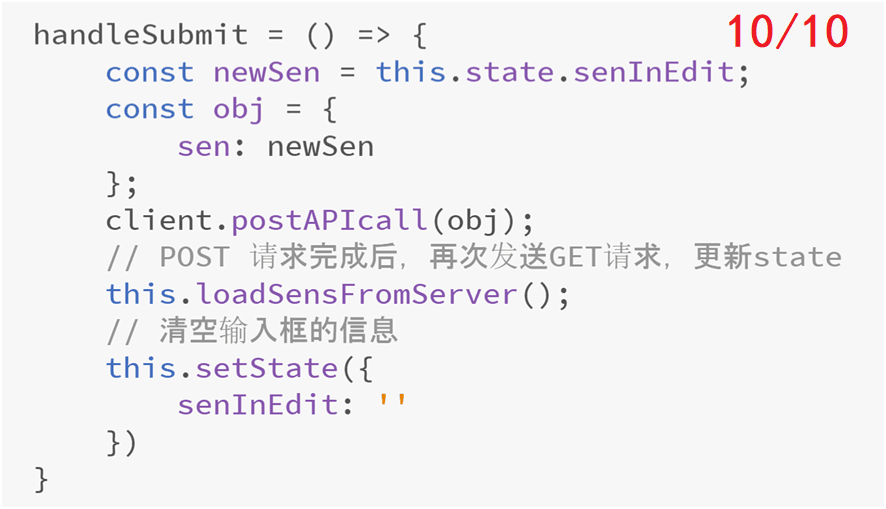 handleSubmit = () => {
10/10
    const newSen = this.state.senInEdit;
    const obj = {
        sen: newSen
    };
    client.postAPIcall(obj);
    // POST 请求完成后, 再次发送GET请求, 更新state
    this.loadSensFromServer();
    // 清空输入框的信息
    this.setState({
        senInEdit: ''
    })
}